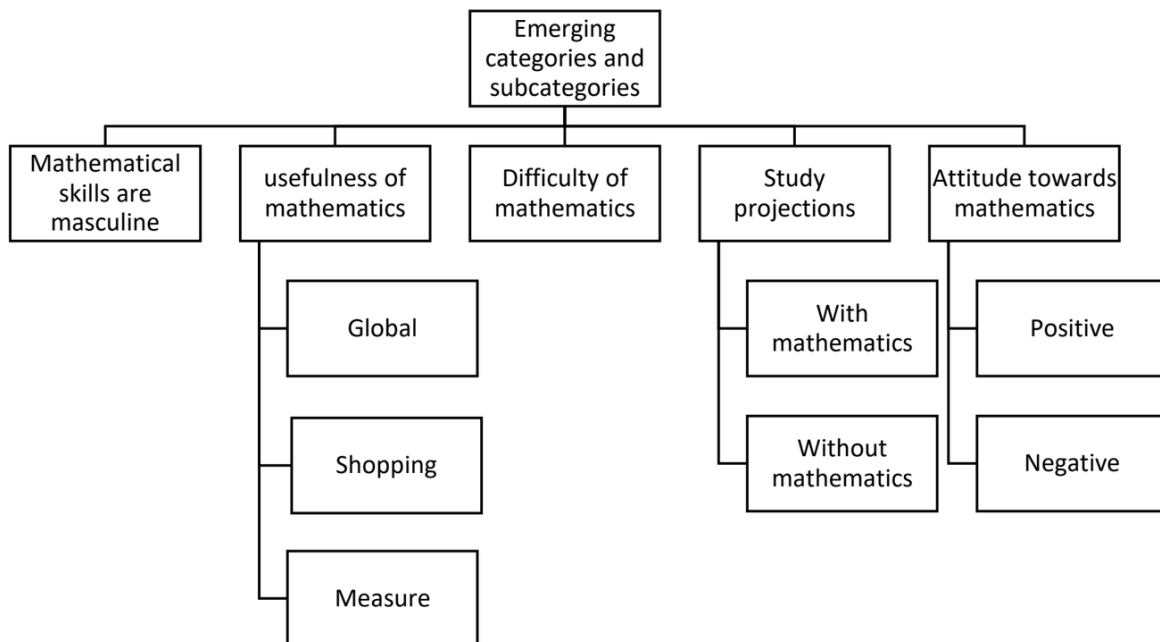 Emerging
categories and
subcategories
Mathematical
skills are
masculine
usefulness of
mathematics
Difficulty of
mathematics
Study
projections
Attitude towards
mathematics
Global
Shopping
Measure
With
mathematics
Without
mathematics
Positive
Negative